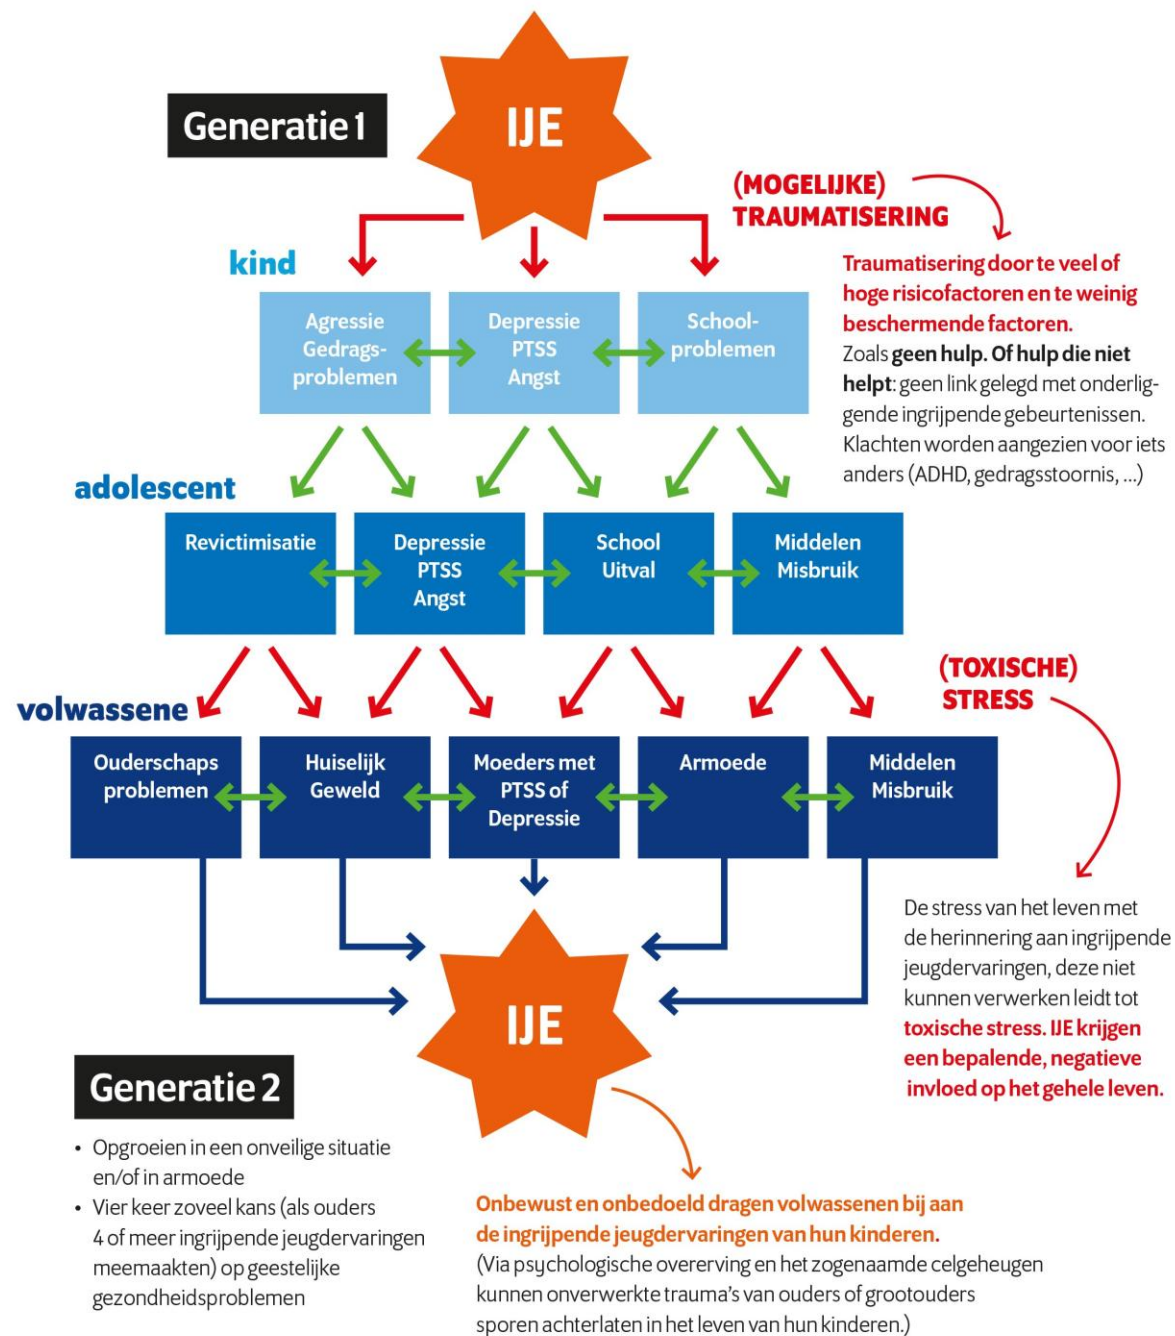 IJE
Generatie 1
(MOGELIJKE)
TRAUMATISERING
kind
Traumatisering door te veel of
hoge risicofactoren en te weinig
beschermende factoren.
Zoals geen hulp. Of hulp die niet
helpt: geen link gelegd met onderlig-
gende ingrijpende gebeurtenissen.
Klachten worden aangezien voor iets
anders (ADHD, gedragsstoornis, ...)
Agressie
Gedrags-
problemen
Depressie
PTSS
Angst
School-
problemen
adolescent
Revictimisatie
Depressie
PTSS
Angst
School
Uitval
Middelen
Misbruik
(TOXISCHE)
STRESS
volwassene
Ouderschaps
problemen
Huiselijk
Geweld
Moeders met
PTSS of
Depressie
Armoede
Middelen
Misbruik
De stress van het leven met
de herinnering aan ingrijpende
jeugdervaringen, deze niet
kunnen verwerken leidt tot
toxische stress. IJE krijgen
een bepalende, negatieve
invloed op het gehele leven.
IJE
Generatie 2
• Opgroeien in een onveilige situatie
en/of in armoede
• Vier keer zoveel kans (als ouders
4 of meer ingrijpende jeugdervaringen
meemaakten) op geestelijke
gezondheidsproblemen
Onbewust en onbedoeld dragen volwassenen bij aan
de ingrijpende jeugdervaringen van hun kinderen.
(Via psychologische overerving en het zogenaamde celgeheugen
kunnen onverwerkte trauma's van ouders of grootouders
sporen achterlaten in het leven van hun kinderen.)